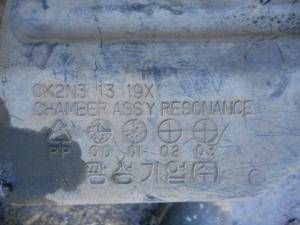 OK2N3 13 19X
CHAMBER ASSY RESONANCE
PP 00 01 02 03
광성기업(주)